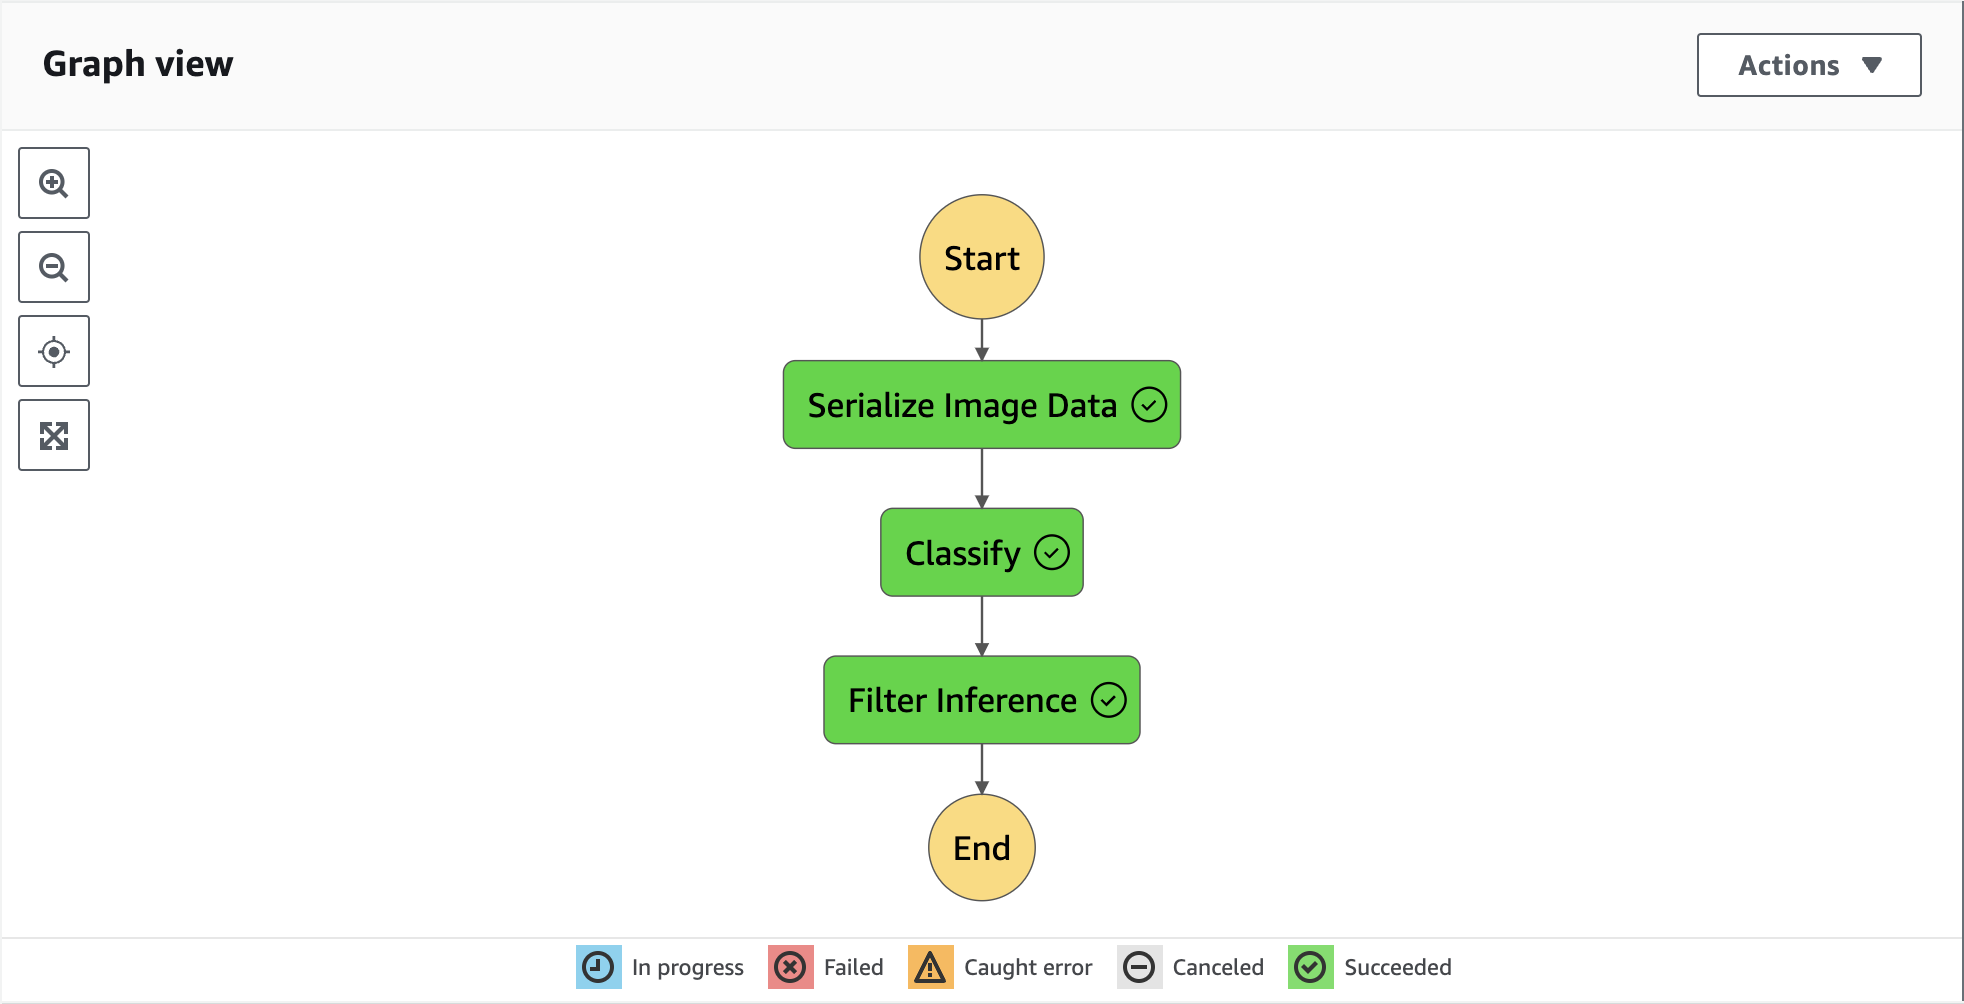 Graph view
Actions
Start
Serialize Image Data
Classify
Filter Inference
End
In progress
Failed
Caught error
Canceled
Succeeded